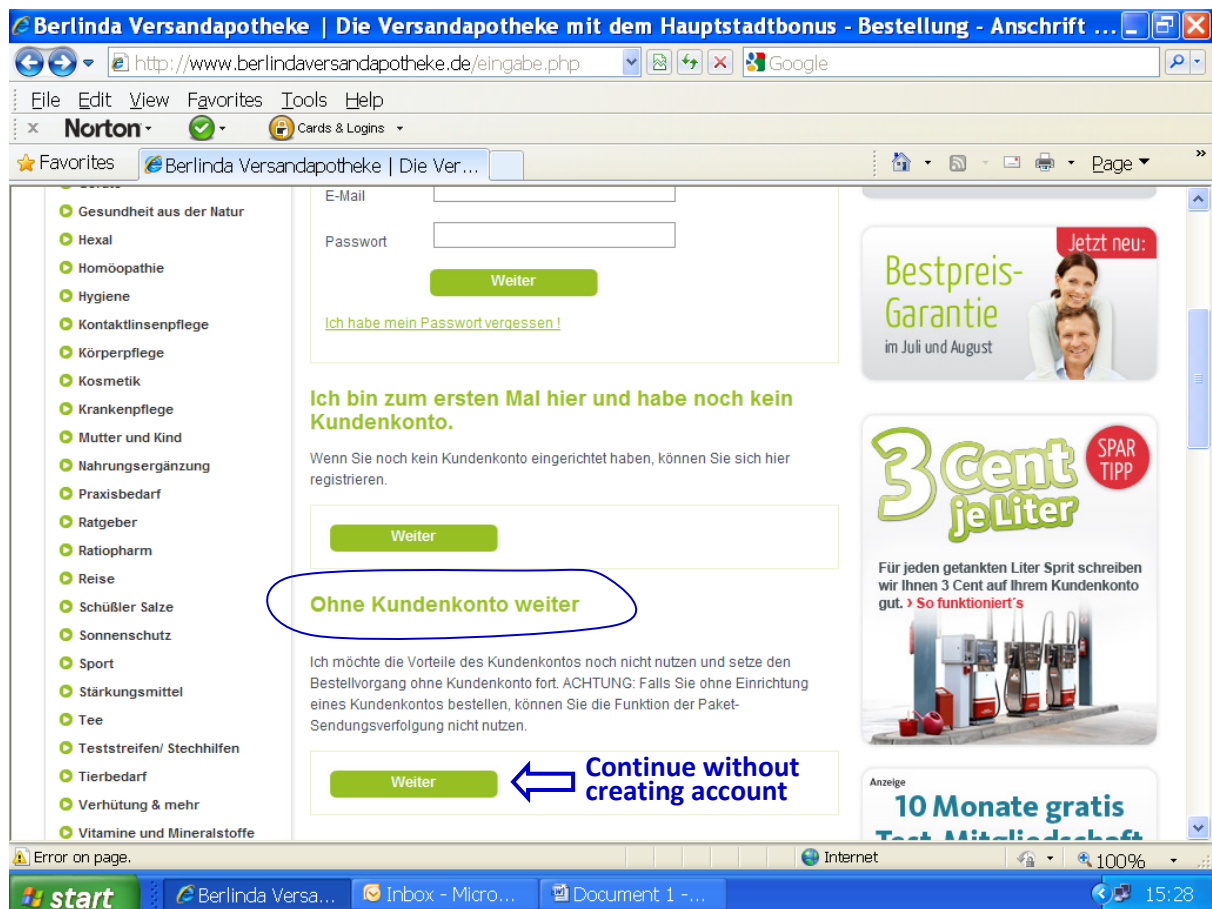 Berlinda Versandapotheke | Die Versandapotheke mit dem Hauptstadtbonus - Bestellung - Anschrift ...
http://www.berlindaversandapotheke.de/eingabe.php
Google
File Edit View Favorites Tools Help
x Norton Cards & Logins
Favorites Berlinda Versandapotheke | Die Ver... Page »
Gesundheit aus der Natur
Hexal
Homöopathie
Hygiene
Kontaktlinsenpflege
Körperpflege
Kosmetik
Krankenpflege
Mutter und Kind
Nahrungsergänzung
Praxisbedarf
Ratgeber
Ratiopharm
Reise
Schüßler Salze
Sonnenschutz
Sport
Stärkungsmittel
Tee
Teststreifen/ Stechhilfen
Tierbedarf
Verhütung & mehr
Vitamine und Mineralstoffe
E-Mail
Passwort
Weiter
Ich habe mein Passwort vergessen !
Ich bin zum ersten Mal hier und habe noch kein
Kundenkonto.
Wenn Sie noch kein Kundenkonto eingerichtet haben, können Sie sich hier
registrieren.
Weiter
Ohne Kundenkonto weiter
Ich möchte die Vorteile des Kundenkontos noch nicht nutzen und setze den
Bestellvorgang ohne Kundenkonto fort. ACHTUNG: Falls Sie ohne Einrichtung
eines Kundenkontos bestellen, können Sie die Funktion der Paket-
Sendungsverfolgung nicht nutzen.
Weiter
Continue without
creating account
Jetzt neu:
Bestpreis-
Garantie
im Juli und August
3 Cent
je Liter
SPAR
TIPP
Für jeden getankten Liter Sprit schreiben
wir Ihnen 3 Cent auf Ihrem Kundenkonto
gut. › So funktioniert´s
Anzeige
10 Monate gratis
Test-Mitgliedschaft
Error on page. Internet 100%
start Berlinda Versa... Inbox - Micro... Document 1 -... 15:28